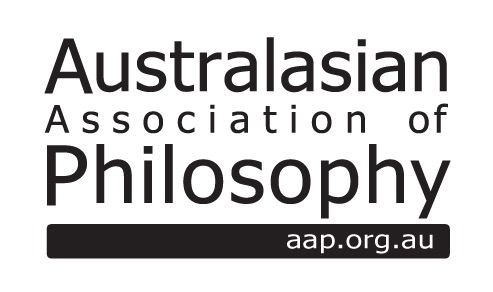 Australasian
Association of
Philosophy
aap.org.au